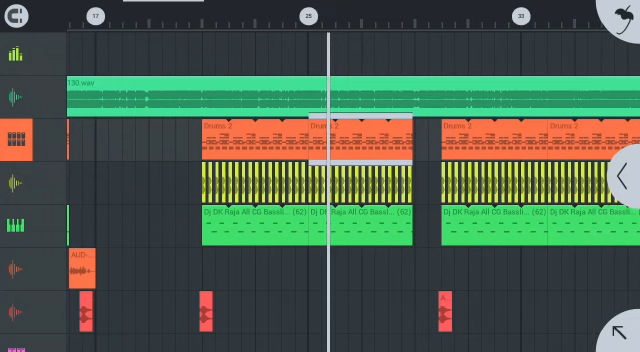 17 25 33
130.wav
Drums 2 Drums 2 Drums 2 Drums 2
Dj DK Raja All CG Bassli... (62) Dj DK Raja All CG Bassli... (62) Dj DK Raja All CG Bassli... (62) Dj DK Raja All CG Bassli... (62)
AUD-...
A...